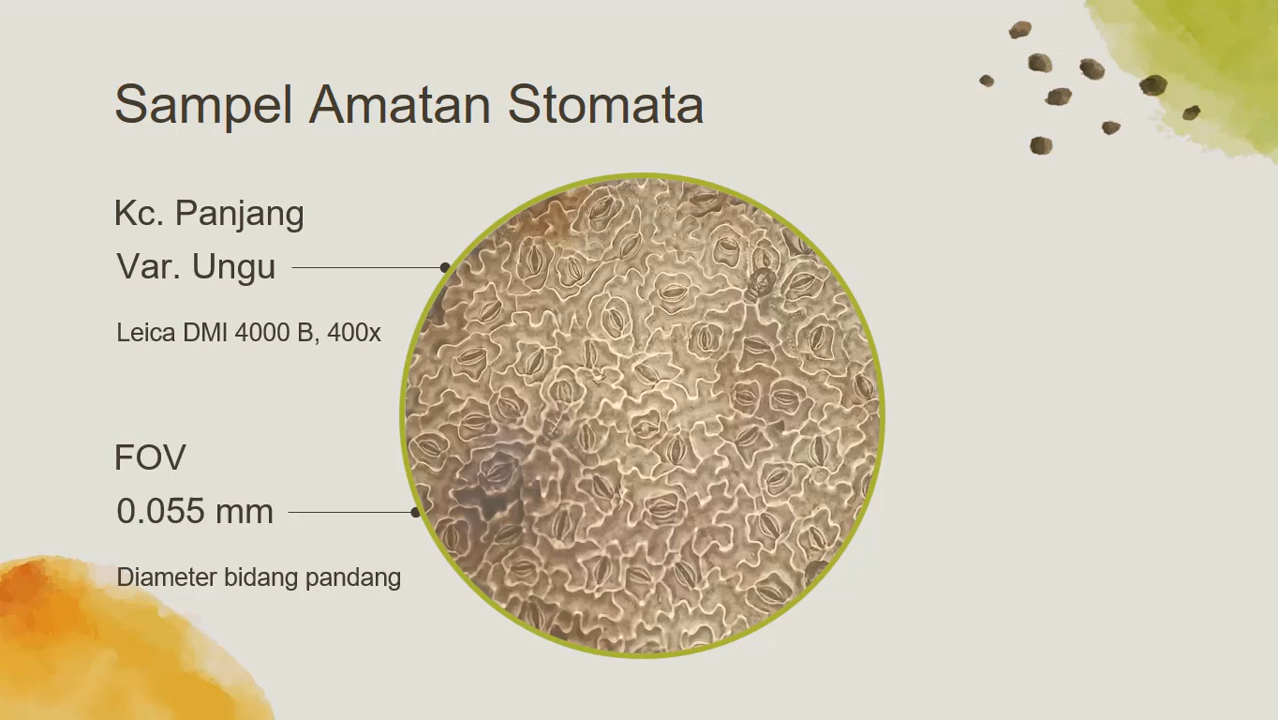 Sampel Amatan Stomata
Kc. Panjang
Var. Ungu
Leica DMI 4000 B, 400x
FOV
0.055 mm
Diameter bidang pandang